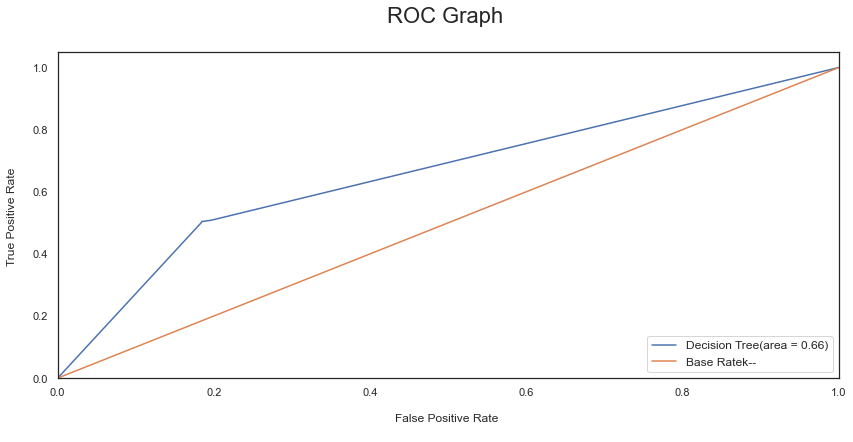 ROC Graph
1.0
0.8
0.6
0.4
0.2
0.0
True Positive Rate
Decision Tree(area = 0.66)
Base Ratek--
0.0 0.2 0.4 0.6 0.8 1.0
False Positive Rate